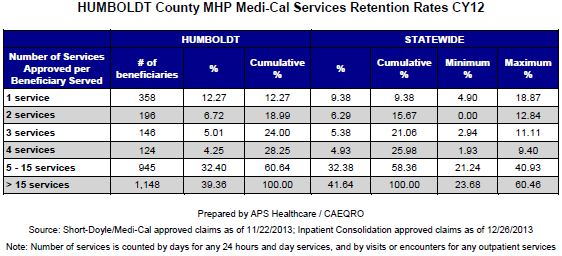 HUMBOLDT County MHP Medi-Cal Services Retention Rates CY12
HUMBOLDT STATEWIDE
Number of Services Approved per Beneficiary Served # of beneficiaries % Cumulative % % Cumulative % Minimum % Maximum %
1 service 358 12.27 12.27 9.38 9.38 4.90 18.87
2 services 196 6.72 18.99 6.29 15.67 0.00 12.84
3 services 146 5.01 24.00 5.38 21.06 2.94 11.11
4 services 124 4.25 28.25 4.93 25.98 1.93 9.40
5 - 15 services 945 32.40 60.64 32.38 58.36 21.24 40.93
> 15 services 1,148 39.36 100.00 41.64 100.00 23.68 60.46
Prepared by APS Healthcare / CAEQRO
Source: Short-Doyle/Medi-Cal approved claims as of 11/22/2013; Inpatient Consolidation approved claims as of 12/26/2013
Note: Number of services is counted by days for any 24 hours and day services, and by visits or encounters for any outpatient services